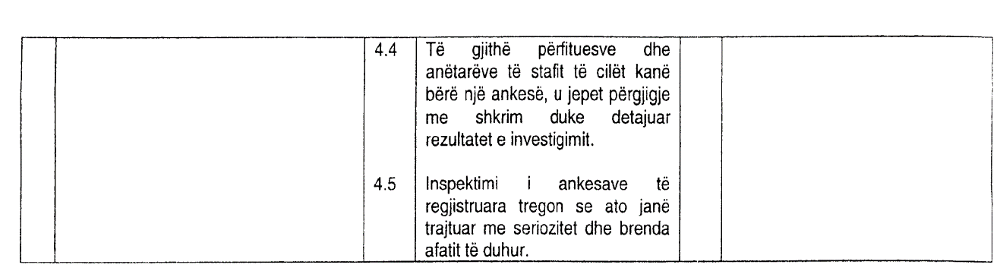 4.4 Të gjithë përfituesve dhe
anëtarëve të stafit të cilët kanë
bërë një ankesë, u jepet përgjigje
me shkrim duke detajuar
rezultatet e investigimit.
4.5 Inspektimi i ankesave të
regjistruara tregon se ato janë
trajtuar me seriozitet dhe brenda
afatit të duhur.